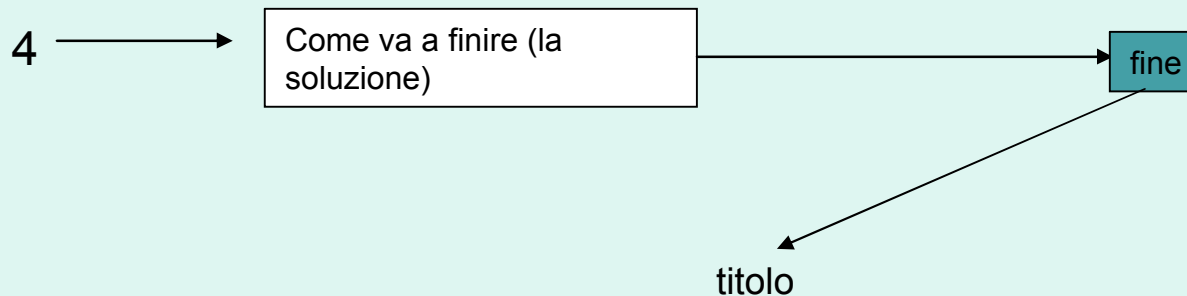 4
Come va a finire (la
soluzione)
fine
titolo